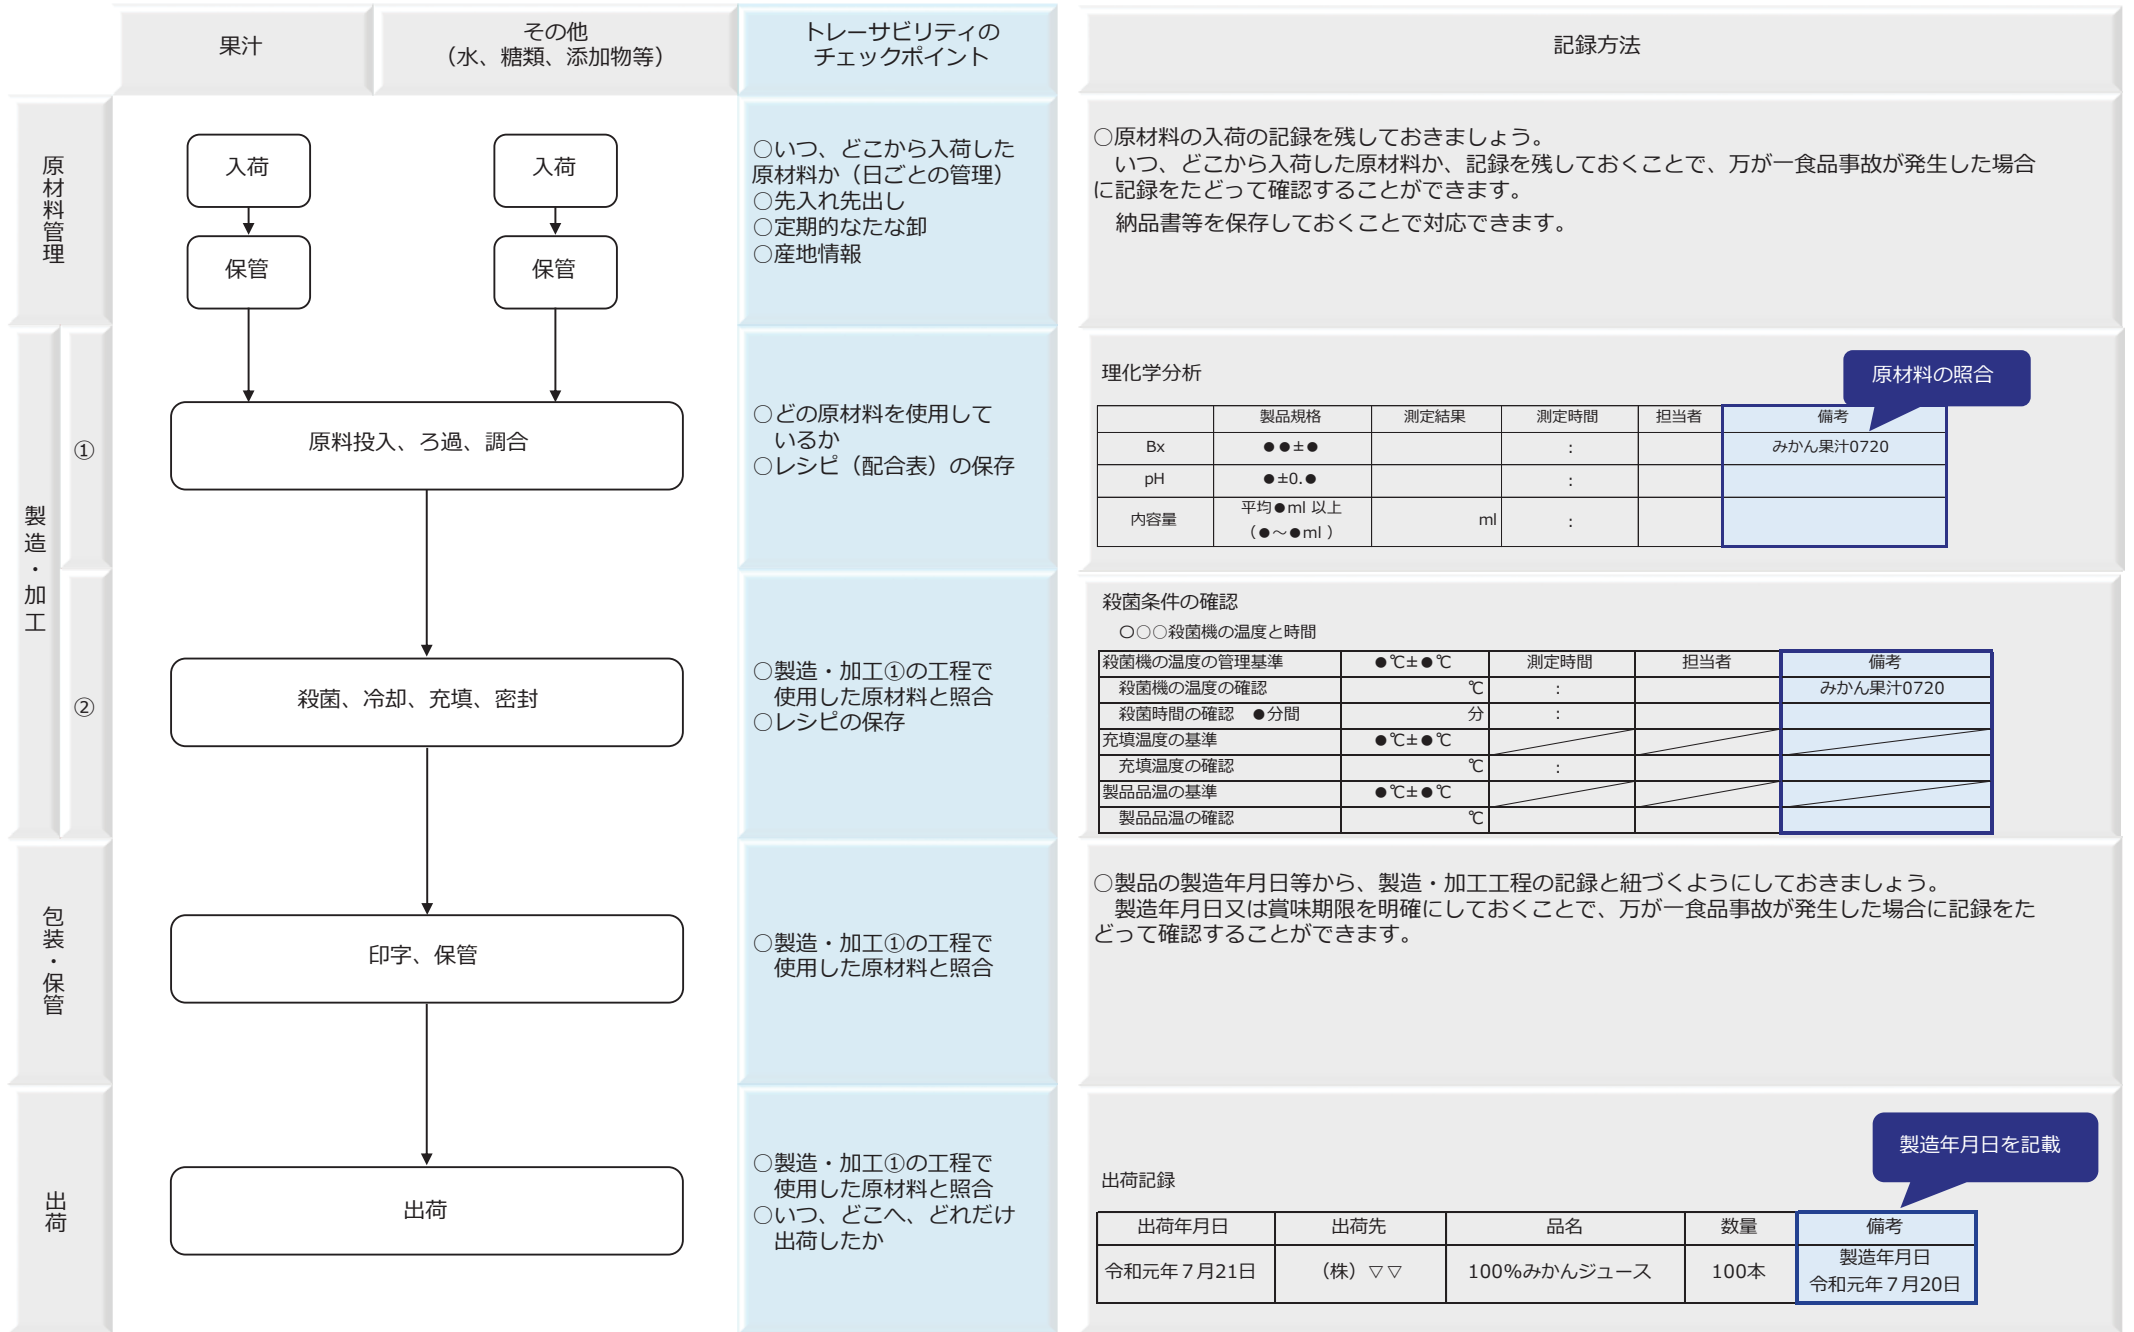 果汁
その他
（水、糖類、添加物等）
トレーサビリティの
チェックポイント
記録方法
原材料管理
入荷
入荷
保管
保管
○いつ、どこから入荷した
原材料か（日ごとの管理）
○先入れ先出し
○定期的なたな卸
○産地情報
○原材料の入荷の記録を残しておきましょう。
いつ、どこから入荷した原材料か、記録を残しておくことで、万が一食品事故が発生した場合
に記録をたどって確認することができます。
納品書等を保存しておくことで対応できます。
製造・加工
①
原料投入、ろ過、調合
○どの原材料を使用して
いるか
○レシピ（配合表）の保存
理化学分析
原材料の照合
製品規格 測定結果 測定時間 担当者 備考
Bx ●●±● : みかん果汁0720
pH ●±0.● :
内容量 平均●ml 以上 ml :
（●～●ml ）
②
殺菌、冷却、充填、密封
○製造・加工①の工程で
使用した原材料と照合
○レシピの保存
殺菌条件の確認
○○○殺菌機の温度と時間
殺菌機の温度の管理基準 ●℃±●℃ 測定時間 担当者 備考
殺菌機の温度の確認 ℃ : みかん果汁0720
殺菌時間の確認 ●分間 分 :
充填温度の基準 ●℃±●℃
充填温度の確認 ℃ :
製品品温の基準 ●℃±●℃
製品品温の確認 ℃
包装・保管
印字、保管
○製造・加工①の工程で
使用した原材料と照合
○製品の製造年月日等から、製造・加工工程の記録と紐づくようにしておきましょう。
製造年月日又は賞味期限を明確にしておくことで、万が一食品事故が発生した場合に記録をた
どって確認することができます。
出荷
出荷
○製造・加工①の工程で
使用した原材料と照合
○いつ、どこへ、どれだけ
出荷したか
製造年月日を記載
出荷記録
出荷年月日 出荷先 品名 数量 備考
令和元年７月21日 （株）▽▽ 100%みかんジュース 100本 製造年月日
令和元年７月20日